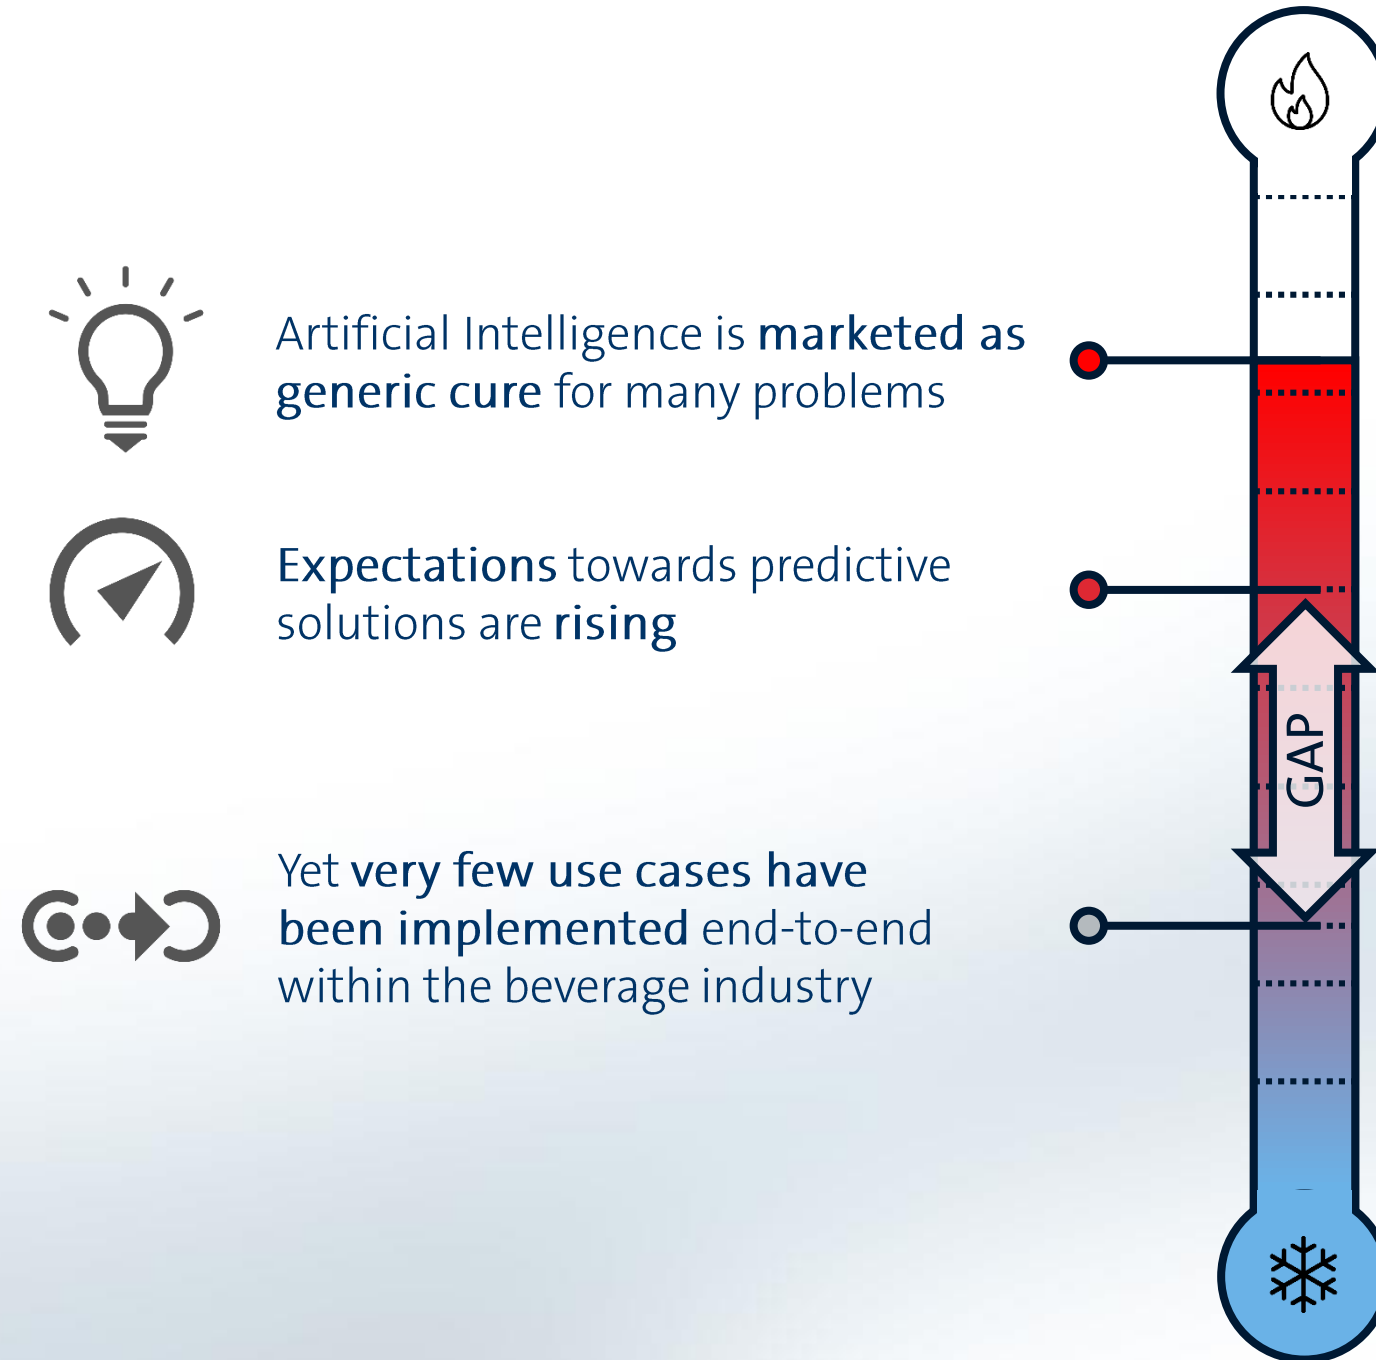 Artificial Intelligence is marketed as
generic cure for many problems
Expectations towards predictive
solutions are rising
GAP
Yet very few use cases have
been implemented end-to-end
within the beverage industry